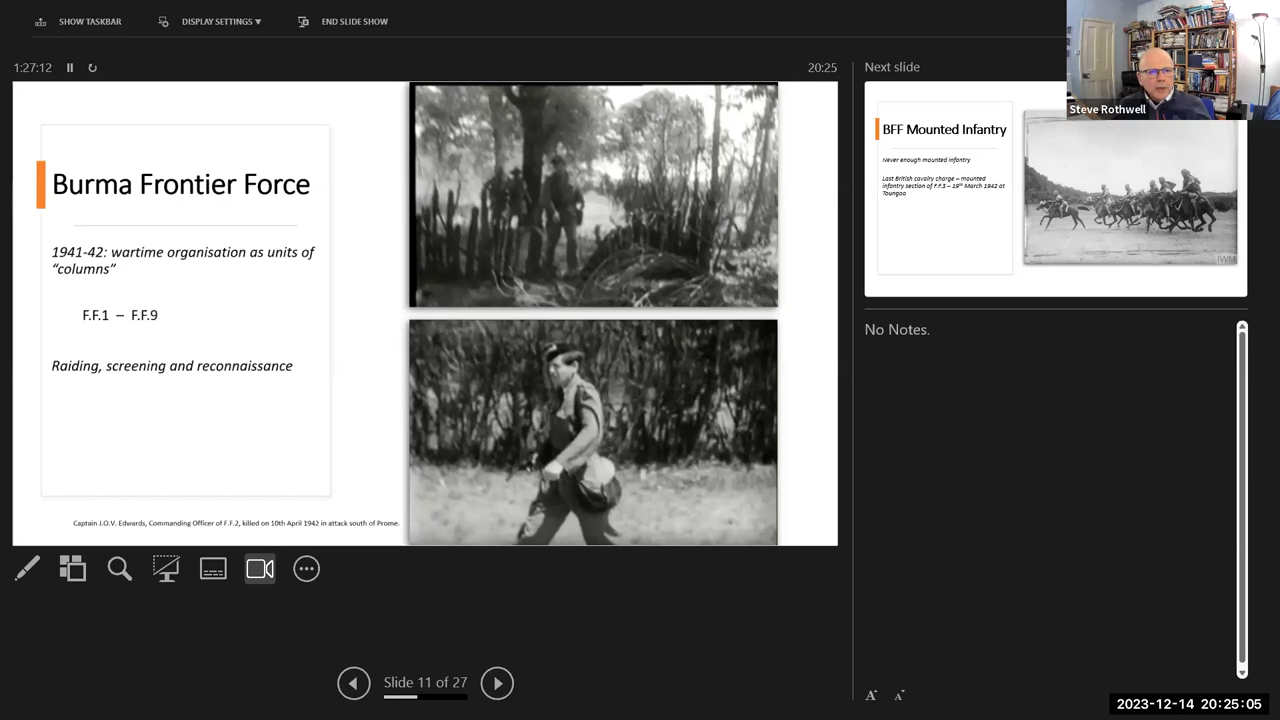 SHOW TASKBAR
DISPLAY SETTINGS ▼
END SLIDE SHOW
1:27:12
20:25
Next slide
Steve Rothwell
Burma Frontier Force
1941-42: wartime organisation as units of
“columns”
F.F.1 – F.F.9
Raiding, screening and reconnaissance
Captain J.O.V. Edwards, Commanding Officer of F.F.2, killed on 10th April 1942 in attack south of Prome.
BFF Mounted Infantry
Never enough mounted infantry
Last British cavalry charge – mounted
infantry section of F.F.3 – 19th March 1942 at
Toungoo
IWM
No Notes.
Slide 11 of 27
A A
2023-12-14 20:25:05